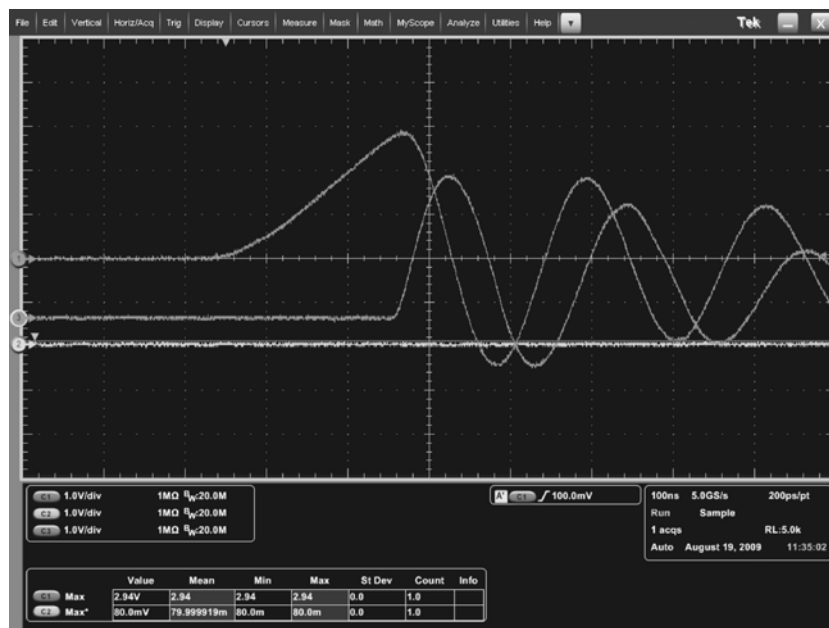 File Edit Vertical Horiz/Acq Trig Display Cursors Measure Mask Math MyScope Analyze Utilities Help Tek X
1
3
2
C1 1.0V/div 1MΩ BW:20.0M
C2 1.0V/div 1MΩ BW:20.0M
C3 1.0V/div 1MΩ BW:20.0M
A' C1 100.0mV
100ns 5.0GS/s 200ps/pt
Run Sample
1 acqs RL:5.0k
Auto August 19, 2009 11:35:02
Value Mean Min Max St Dev Count Info
C1 Max 2.94V 2.94 2.94 2.94 0.0 1.0
C2 Max* 80.0mV 79.999919m 80.0m 80.0m 0.0 1.0